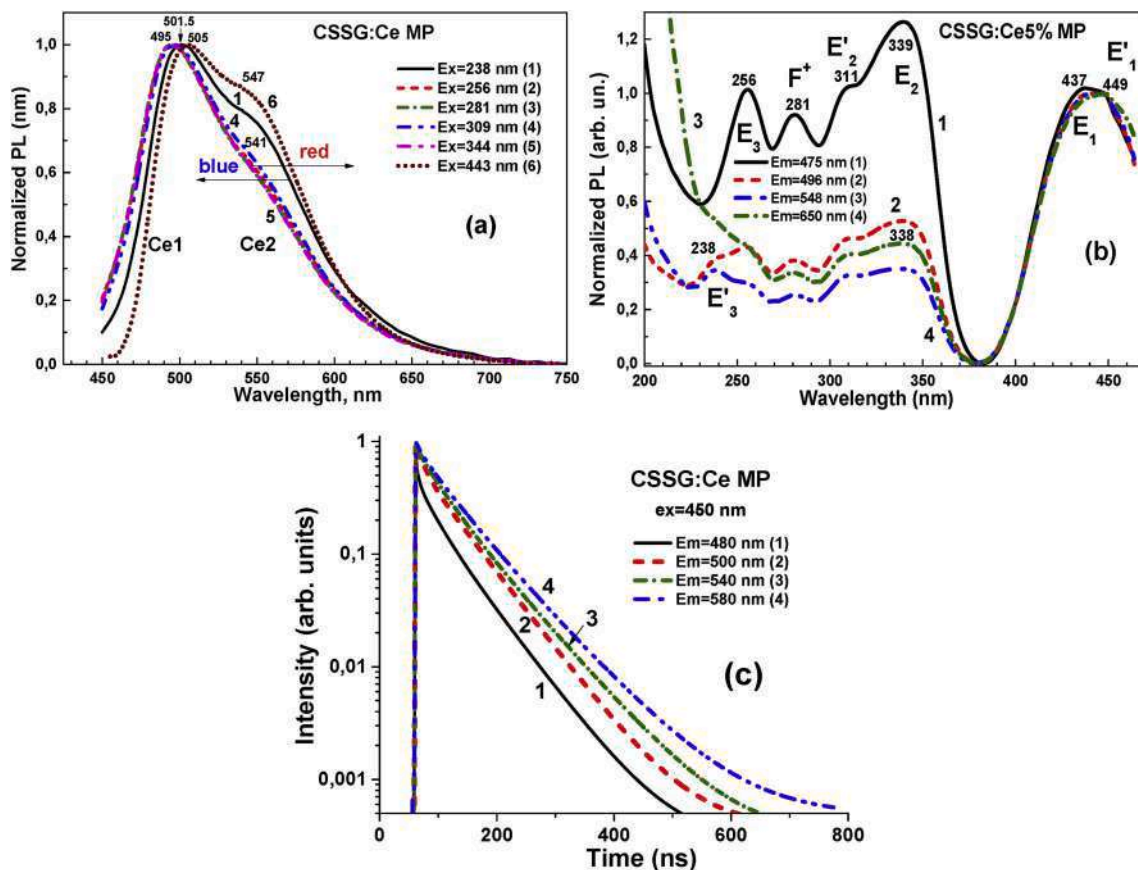 501.5
495
505
CSSG:Ce MP
547
Ex=238 nm (1)
Ex=256 nm (2)
Ex=281 nm (3)
Ex=309 nm (4)
Ex=344 nm (5)
Ex=443 nm (6)
1
4
6
541
blue
red
5
Ce1
Ce2
(a)
1,0
0,8
0,6
0,4
0,2
0,0
Normalized PL (nm)
450 500 550 600 650 700 750
Wavelength, nm
CSSG:Ce5% MP
339
E'2
311
E2
256
F+
281
E3
3
1
437
E'1
449
E1
Em=475 nm (1)
Em=496 nm (2)
Em=548 nm (3)
Em=650 nm (4)
2
338
238
E'3
4
(b)
1,2
1,0
0,8
0,6
0,4
0,2
0,0
Normalized PL (arb. un.)
200 250 300 350 400 450
Wavelength (nm)
CSSG:Ce MP
ex=450 nm
Em=480 nm (1)
Em=500 nm (2)
Em=540 nm (3)
Em=580 nm (4)
4
3
2
1
(c)
1
0,1
0,01
0,001
Intensity (arb. units)
0 200 400 600 800
Time (ns)